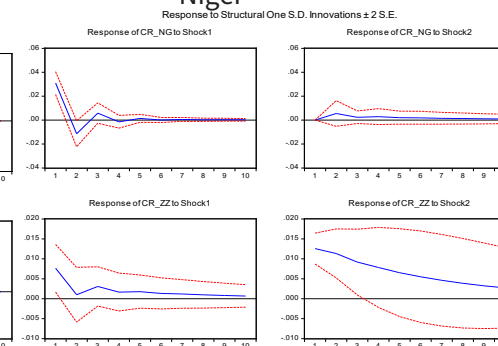 Niger
Response to Structural One S.D. Innovations ± 2 S.E.
Response of CR_NG to Shock1
Response of CR_NG to Shock2
.06 .06
.04 .04
.02 .02
.00 .00
-.02 -.02
-.04 -.04
0 1 2 3 4 5 6 7 8 9 10 1 2 3 4 5 6 7 8 9
Response of CR_ZZ to Shock1
Response of CR_ZZ to Shock2
.020 .020
.015 .015
.010 .010
.005 .005
.000 .000
-.005 -.005
-.010 -.010
0 1 2 3 4 5 6 7 8 9 10 1 2 3 4 5 6 7 8 9